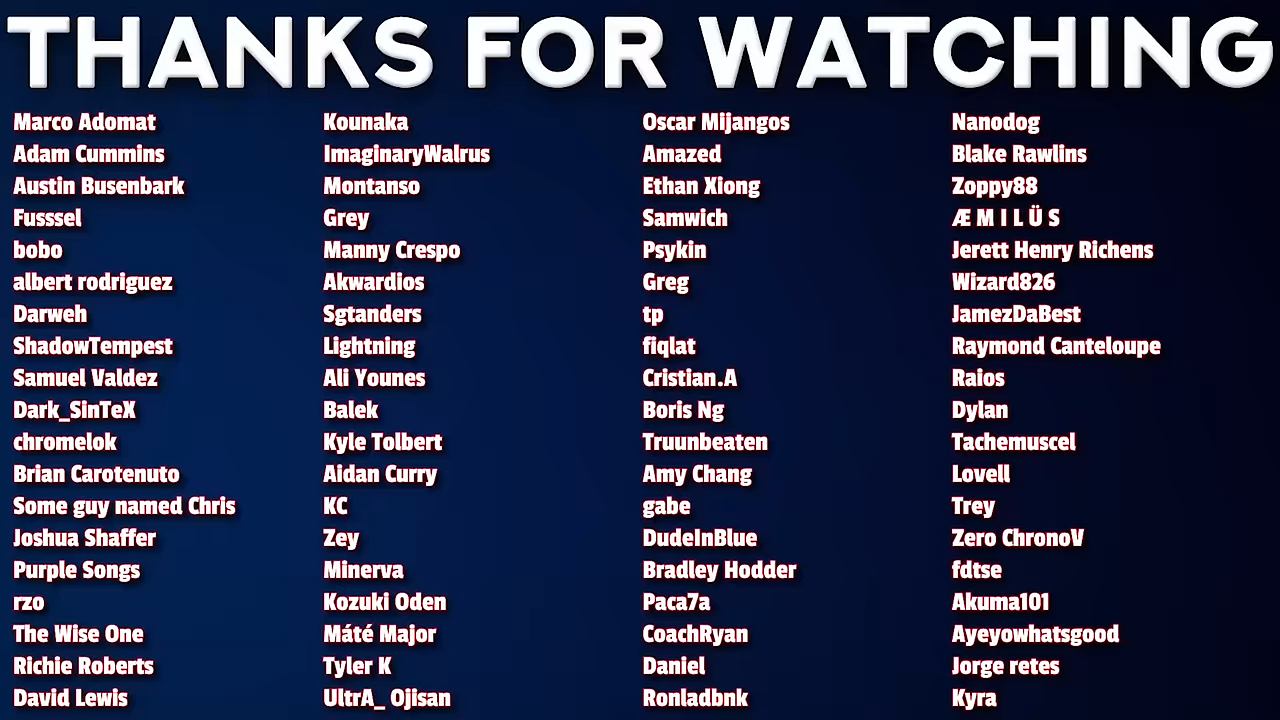 THANKS FOR WATCHING
Marco Adomat
Adam Cummins
Austin Busenbark
Fusssel
bobo
albert rodriguez
Darweh
ShadowTempest
Samuel Valdez
Dark_SinTeX
chromelok
Brian Carotenuto
Some guy named Chris
Joshua Shaffer
Purple Songs
rzo
The Wise One
Richie Roberts
David Lewis
Kounaka
ImaginaryWalrus
Montanso
Grey
Manny Crespo
Akwardios
Sgtanders
Lightning
Ali Younes
Balek
Kyle Tolbert
Aidan Curry
KC
Zey
Minerva
Kozuki Oden
Máté Major
Tyler K
UltrA_ Ojisan
Oscar Mijangos
Amazed
Ethan Xiong
Samwich
Psykin
Greg
tp
fiqlat
Cristian.A
Boris Ng
Truunbeaten
Amy Chang
gabe
DudeInBlue
Bradley Hodder
Paca7a
CoachRyan
Daniel
Ronladbnk
Nanodog
Blake Rawlins
Zoppy88
Æ M I L Ü S
Jerett Henry Richens
Wizard826
JamezDaBest
Raymond Canteloupe
Raios
Dylan
Tachemuscel
Lovell
Trey
Zero ChronoV
fdtse
Akuma101
Ayeyowhatsgood
Jorge retes
Kyra